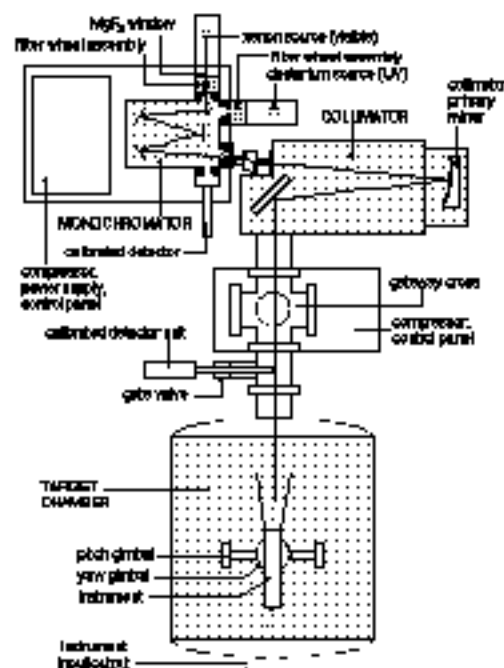 MgF₂ window
filter wheel assembly
xenon source (visible)
filter wheel assembly
deuterium source (UV)
COLLIMATOR
collimator
primary
mirror
MONOCHROMATOR
calibrated detector
compressor,
power supply,
control panel
gateway cross
compressor,
control panel
calibrated detector unit
gate valve
TARGET
CHAMBER
pitch gimbal
yaw gimbal
instrument
instrument
input/output